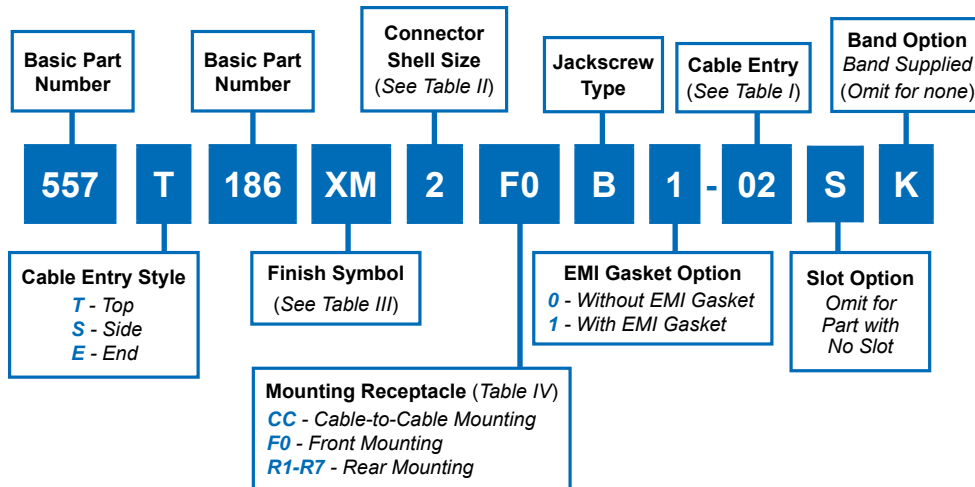 Basic Part
Number
Basic Part
Number
Connector
Shell Size
(See Table II)
Jackscrew
Type
Cable Entry
(See Table I)
Band Option
Band Supplied
(Omit for none)
557 T 186 XM 2 F0 B 1 - 02 S K
Cable Entry Style
T - Top
S - Side
E - End
Finish Symbol
(See Table III)
Mounting Receptacle (Table IV)
CC - Cable-to-Cable Mounting
F0 - Front Mounting
R1-R7 - Rear Mounting
EMI Gasket Option
0 - Without EMI Gasket
1 - With EMI Gasket
Slot Option
Omit for
Part with
No Slot